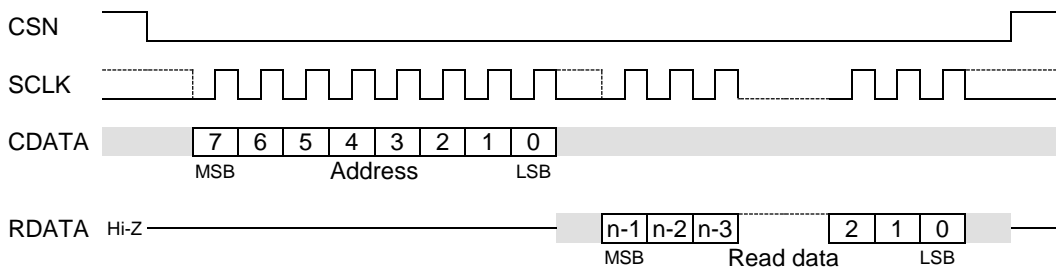 CSN
SCLK
CDATA 7 6 5 4 3 2 1 0
MSB Address LSB
RDATA Hi-Z n-1 n-2 n-3 2 1 0
MSB Read data LSB